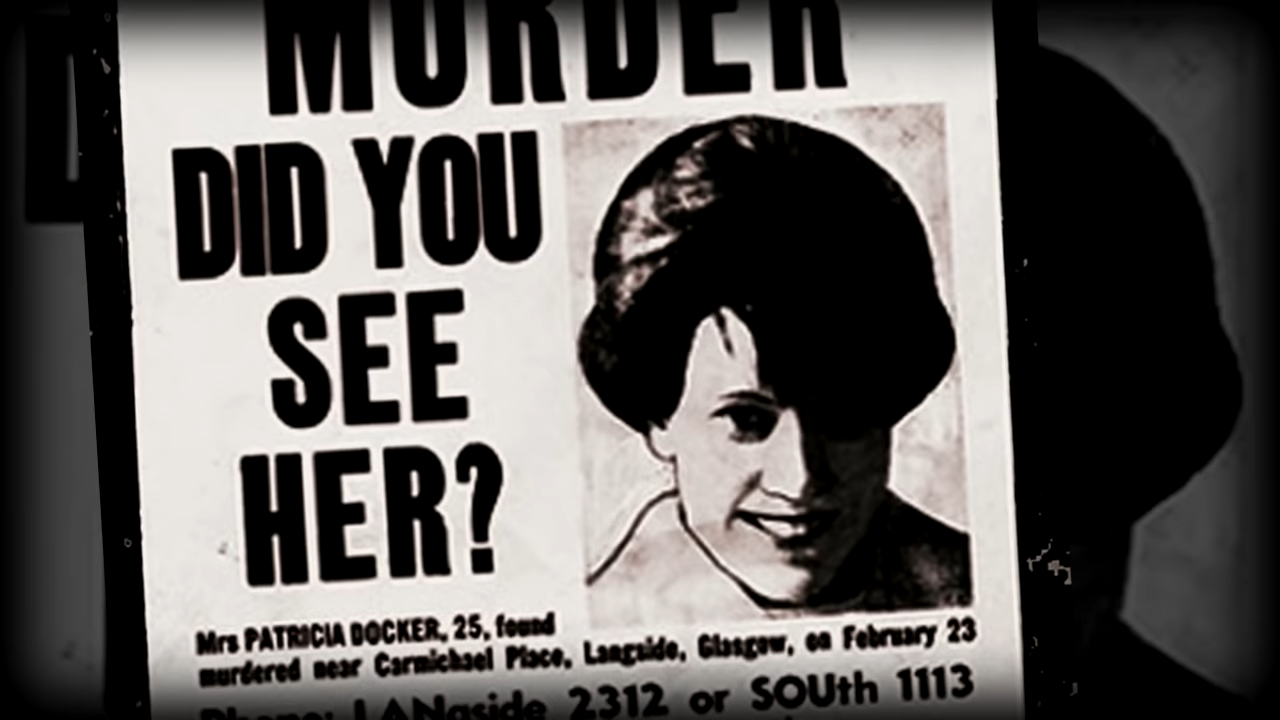 MURDER
DID YOU
SEE
HER?
Mrs PATRICIA DOCKER, 25, found
murdered near Carmichael Place, Langside, Glasgow, on February 23
Phone: LANgside 2312 or SOUth 1113